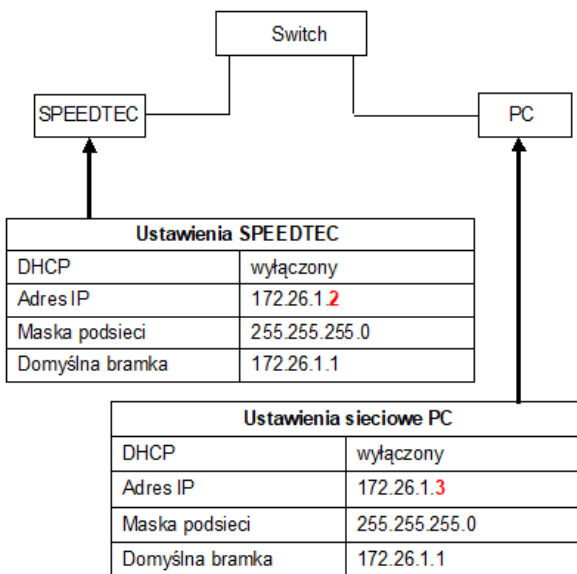 Switch
SPEEDTEC
PC
Ustawienia SPEEDTEC
DHCP wyłączony
Adres IP 172.26.1.2
Maska podsieci 255.255.255.0
Domyślna bramka 172.26.1.1
Ustawienia sieciowe PC
DHCP wyłączony
Adres IP 172.26.1.3
Maska podsieci 255.255.255.0
Domyślna bramka 172.26.1.1